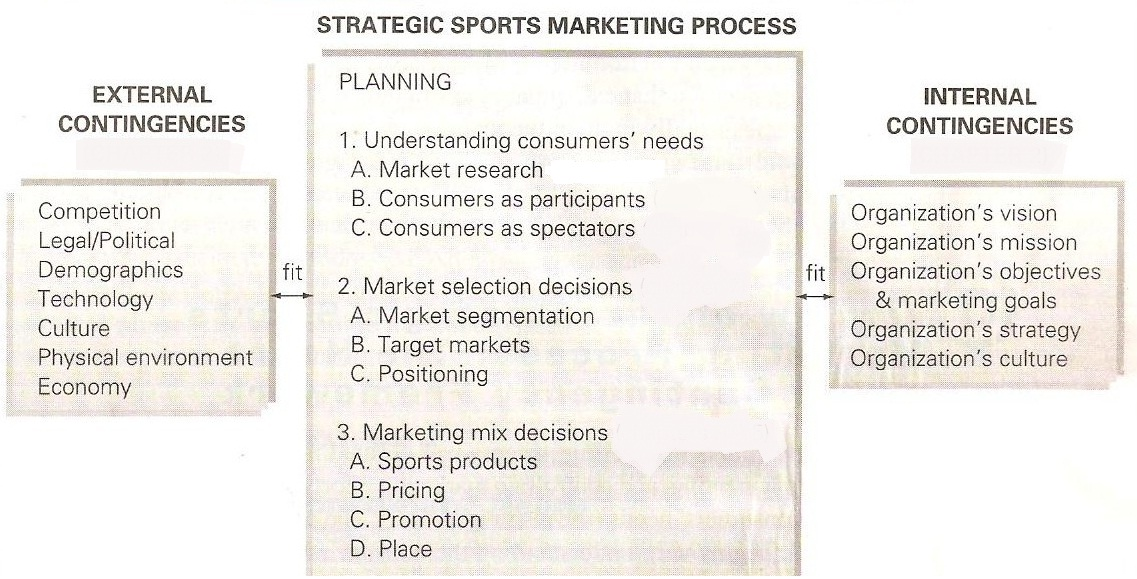 STRATEGIC SPORTS MARKETING PROCESS
EXTERNAL
CONTINGENCIES
Competition
Legal/Political
Demographics
Technology
Culture
Physical environment
Economy
fit
PLANNING
1. Understanding consumers' needs
A. Market research
B. Consumers as participants
C. Consumers as spectators
2. Market selection decisions
A. Market segmentation
B. Target markets
C. Positioning
3. Marketing mix decisions
A. Sports products
B. Pricing
C. Promotion
D. Place
fit
INTERNAL
CONTINGENCIES
Organization's vision
Organization's mission
Organization's objectives
& marketing goals
Organization's strategy
Organization's culture